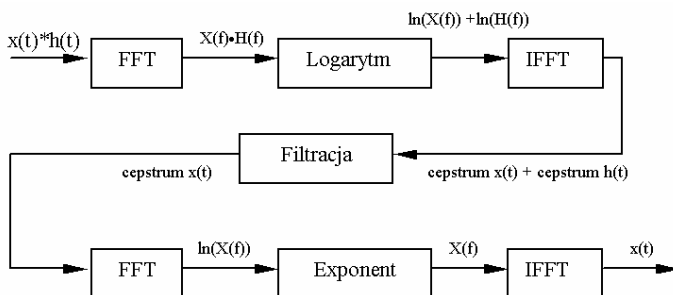 x(t)*h(t)
FFT
X(f)•H(f)
Logarytm
ln(X(f)) +ln(H(f))
IFFT
Filtracja
cepstrum x(t)
cepstrum x(t) + cepstrum h(t)
FFT
ln(X(f))
Exponent
X(f)
IFFT
x(t)